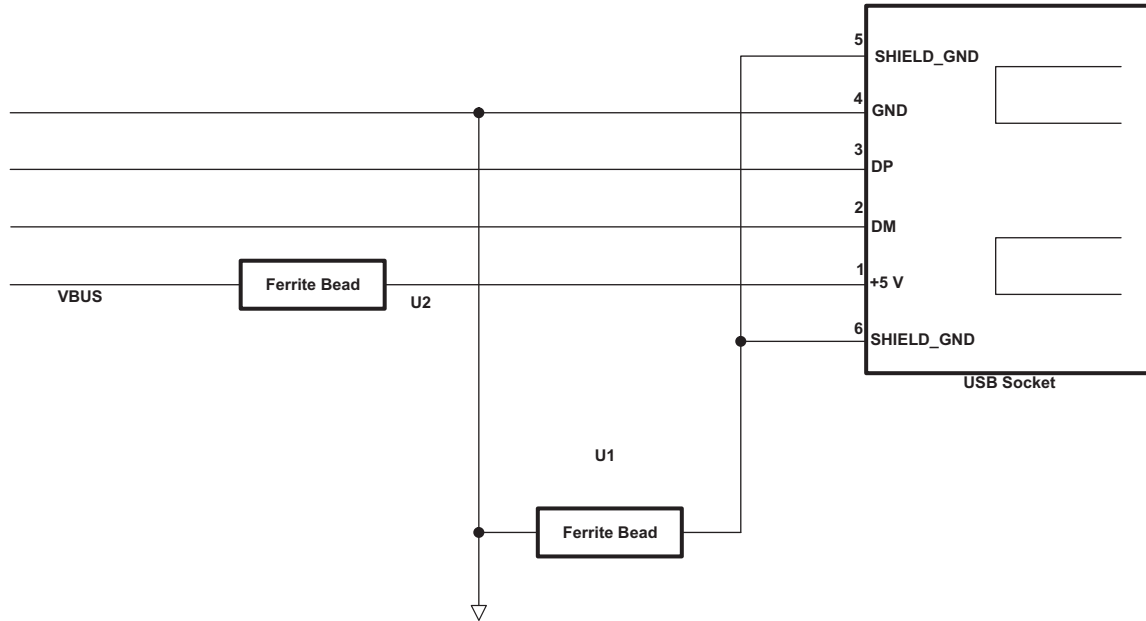 5
SHIELD_GND
4
GND
3
DP
2
DM
1
+5 V
Ferrite Bead
VBUS
U2
6
SHIELD_GND
USB Socket
U1
Ferrite Bead